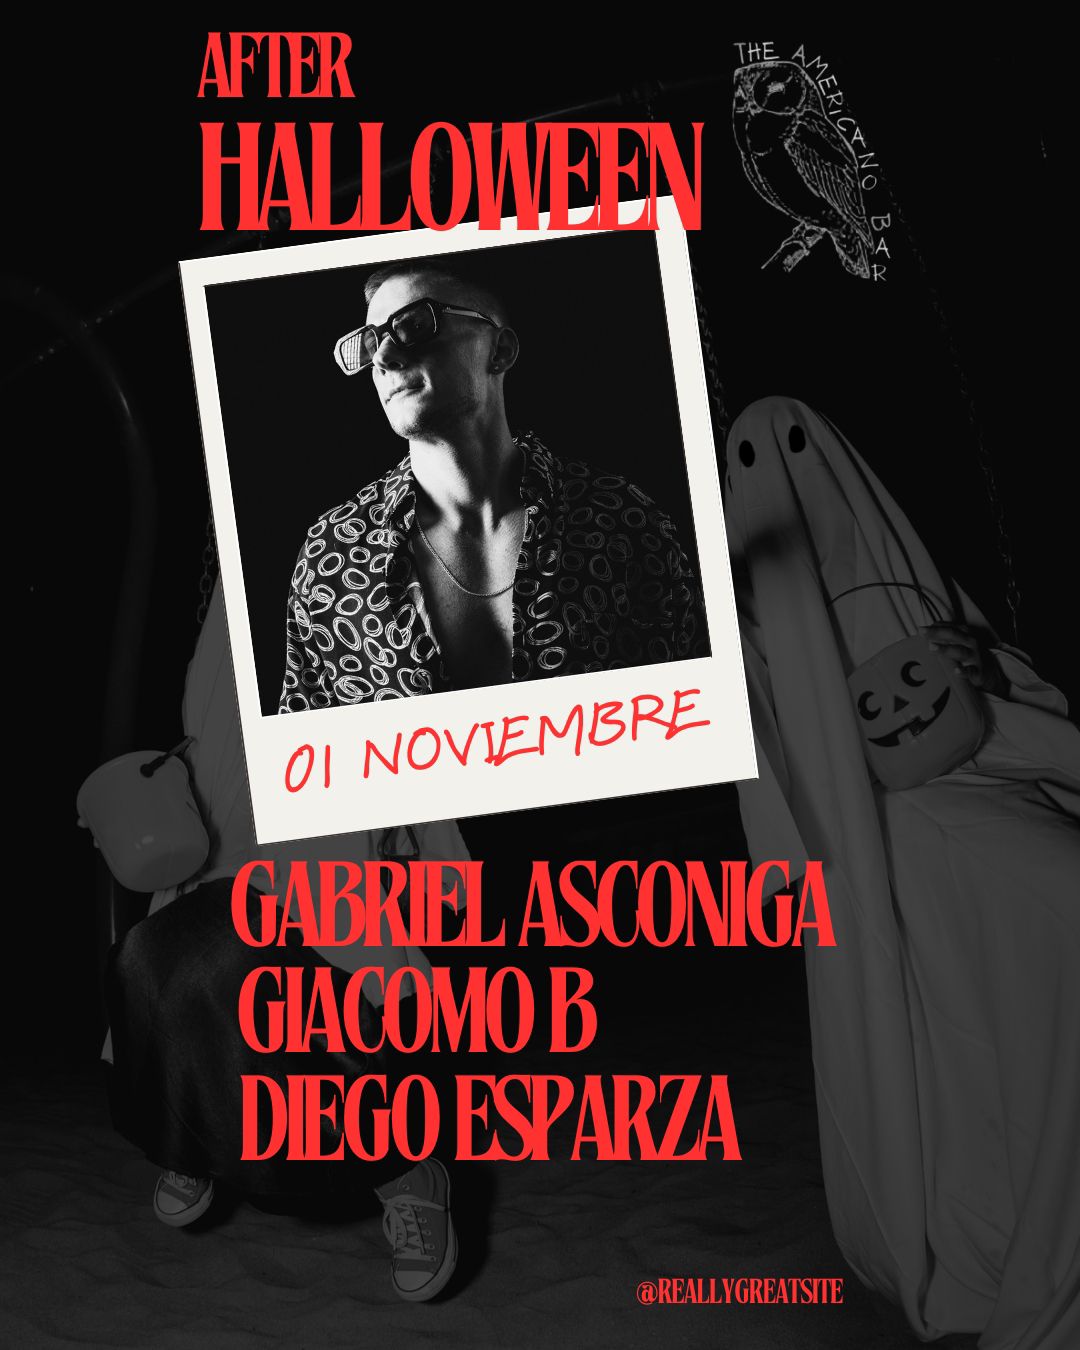 AFTER
HALLOWEEN
THE AMERICANO BAR
01 NOVIEMBRE
GABRIEL ASCONIGA
GIACOMO B
DIEGO ESPARZA
@REALLYGREATSITE